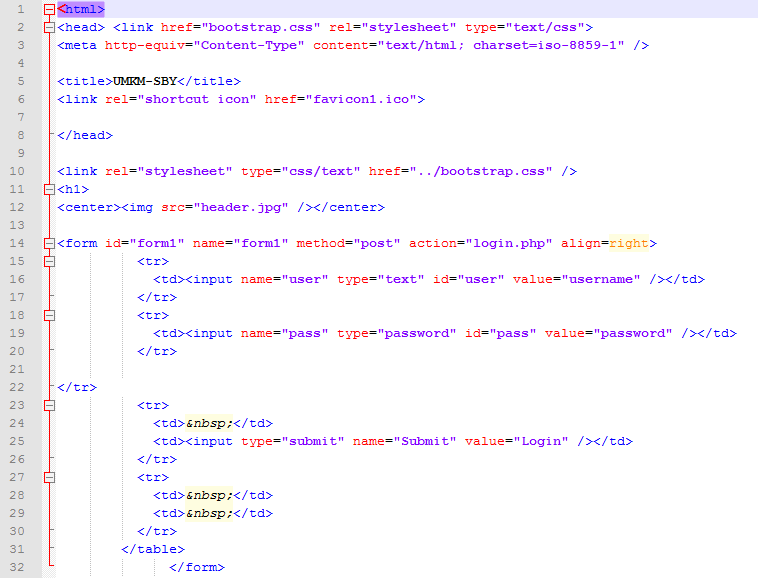 1 <html>
2 <head> <link href="bootstrap.css" rel="stylesheet" type="text/css">
3 <meta http-equiv="Content-Type" content="text/html; charset=iso-8859-1" />
4
5 <title>UMKM-SBY</title>
6 <link rel="shortcut icon" href="favicon1.ico">
7
8 </head>
9
10 <link rel="stylesheet" type="css/text" href="../bootstrap.css" />
11 <h1>
12 <center><img src="header.jpg" /></center>
13
14 <form id="form1" name="form1" method="post" action="login.php" align=right>
15 <tr>
16 <td><input name="user" type="text" id="user" value="username" /></td>
17 </tr>
18 <tr>
19 <td><input name="pass" type="password" id="pass" value="password" /></td>
20 </tr>
21
22 </tr>
23 <tr>
24 <td>&nbsp;</td>
25 <td><input type="submit" name="Submit" value="Login" /></td>
26 </tr>
27 <tr>
28 <td>&nbsp;</td>
29 <td>&nbsp;</td>
30 </tr>
31 </table>
32 </form>